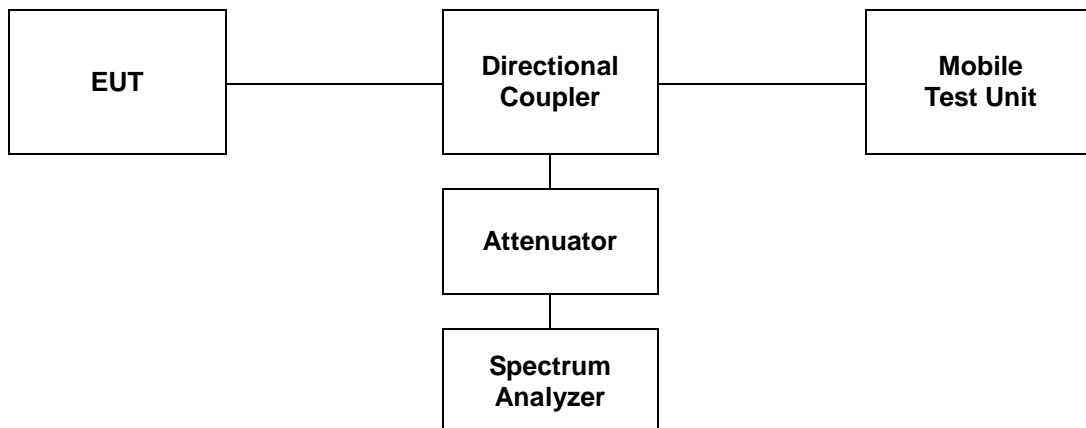 EUT
Directional
Coupler
Mobile
Test Unit
Attenuator
Spectrum
Analyzer